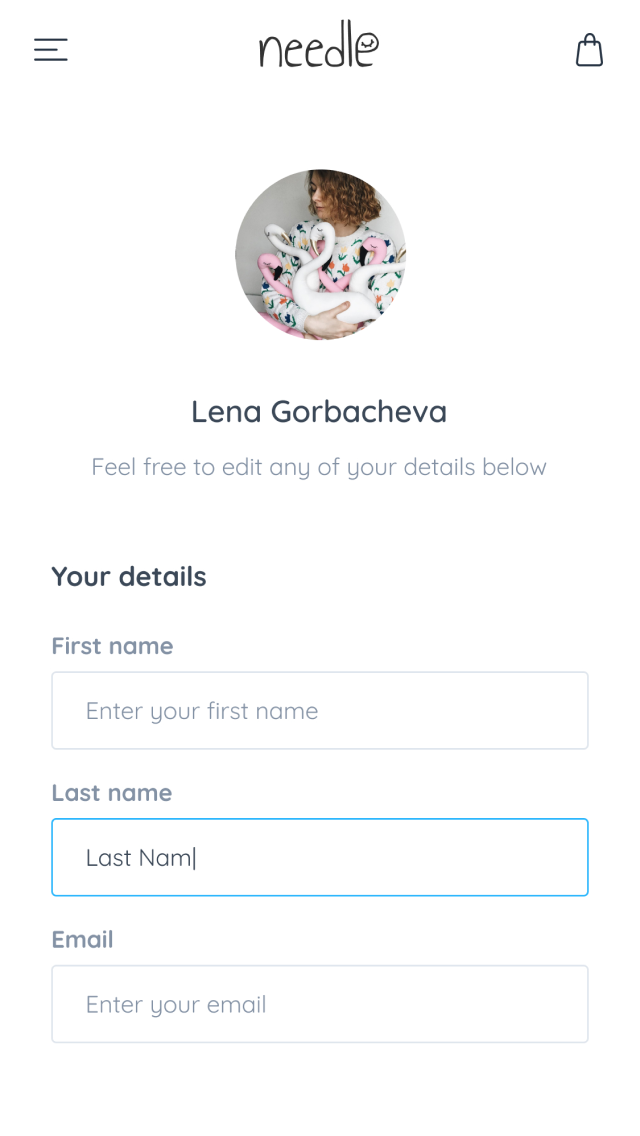 needle
Lena Gorbacheva
Feel free to edit any of your details below
Your details
First name
Enter your first name
Last name
Last Nam
Email
Enter your email